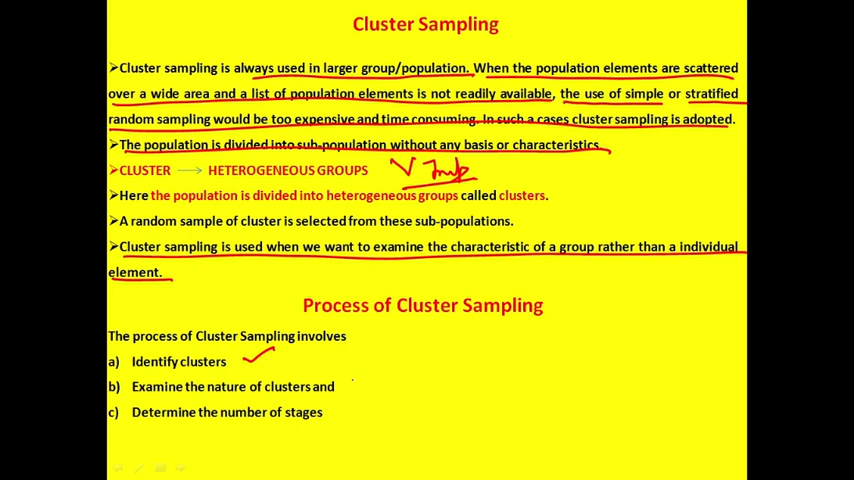 Cluster Sampling
➢Cluster sampling is always used in larger group/population. When the population elements are scattered
over a wide area and a list of population elements is not readily available, the use of simple or stratified
random sampling would be too expensive and time consuming. In such a cases cluster sampling is adopted.
➢The population is divided into sub-population without any basis or characteristics.
➢CLUSTER → HETEROGENEOUS GROUPS V Imp
➢Here the population is divided into heterogeneous groups called clusters.
➢A random sample of cluster is selected from these sub-populations.
➢Cluster sampling is used when we want to examine the characteristic of a group rather than a individual
element.
Process of Cluster Sampling
The process of Cluster Sampling involves
a) Identify clusters
b) Examine the nature of clusters and
c) Determine the number of stages